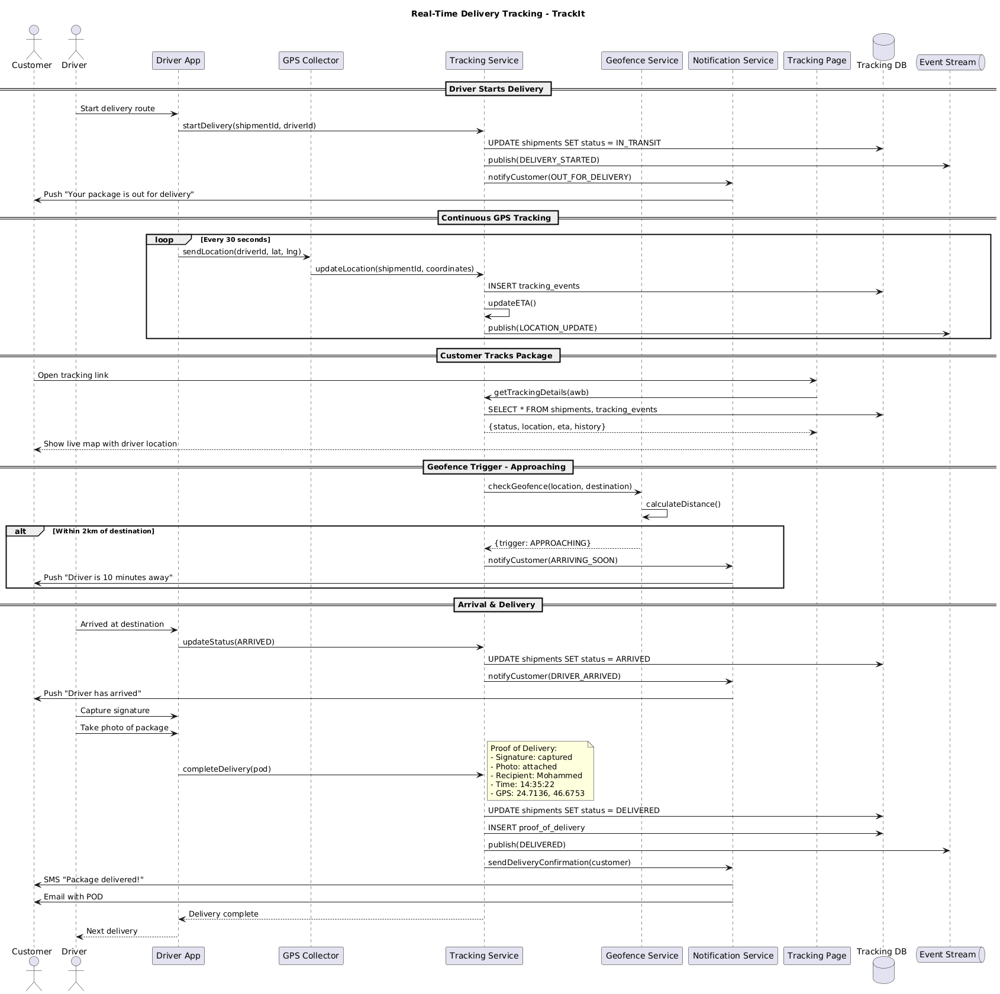 Real-Time Delivery Tracking - TrackIt
Customer
Driver
Driver App
GPS Collector
Tracking Service
Geofence Service
Notification Service
Tracking Page
Tracking DB
Event Stream
Driver Starts Delivery
Start delivery route
startDelivery(shipmentId, driverId)
UPDATE shipments SET status = IN_TRANSIT
publish(DELIVERY_STARTED)
notifyCustomer(OUT_FOR_DELIVERY)
Push "Your package is out for delivery"
Continuous GPS Tracking
loop [Every 30 seconds]
sendLocation(driverId, lat, lng)
updateLocation(shipmentId, coordinates)
INSERT tracking_events
updateETA()
publish(LOCATION_UPDATE)
Customer Tracks Package
Open tracking link
getTrackingDetails(awb)
SELECT * FROM shipments, tracking_events
{status, location, eta, history}
Show live map with driver location
Geofence Trigger - Approaching
checkGeofence(location, destination)
calculateDistance()
alt [Within 2km of destination]
{trigger: APPROACHING}
notifyCustomer(ARRIVING_SOON)
Push "Driver is 10 minutes away"
Arrival & Delivery
Arrived at destination
updateStatus(ARRIVED)
UPDATE shipments SET status = ARRIVED
notifyCustomer(DRIVER_ARRIVED)
Push "Driver has arrived"
Capture signature
Take photo of package
completeDelivery(pod)
Proof of Delivery:
- Signature: captured
- Photo: attached
- Recipient: Mohammed
- Time: 14:35:22
- GPS: 24.7136, 46.6753
UPDATE shipments SET status = DELIVERED
INSERT proof_of_delivery
publish(DELIVERED)
sendDeliveryConfirmation(customer)
SMS "Package delivered!"
Email with POD
Delivery complete
Next delivery
Customer
Driver
Driver App
GPS Collector
Tracking Service
Geofence Service
Notification Service
Tracking Page
Tracking DB
Event Stream